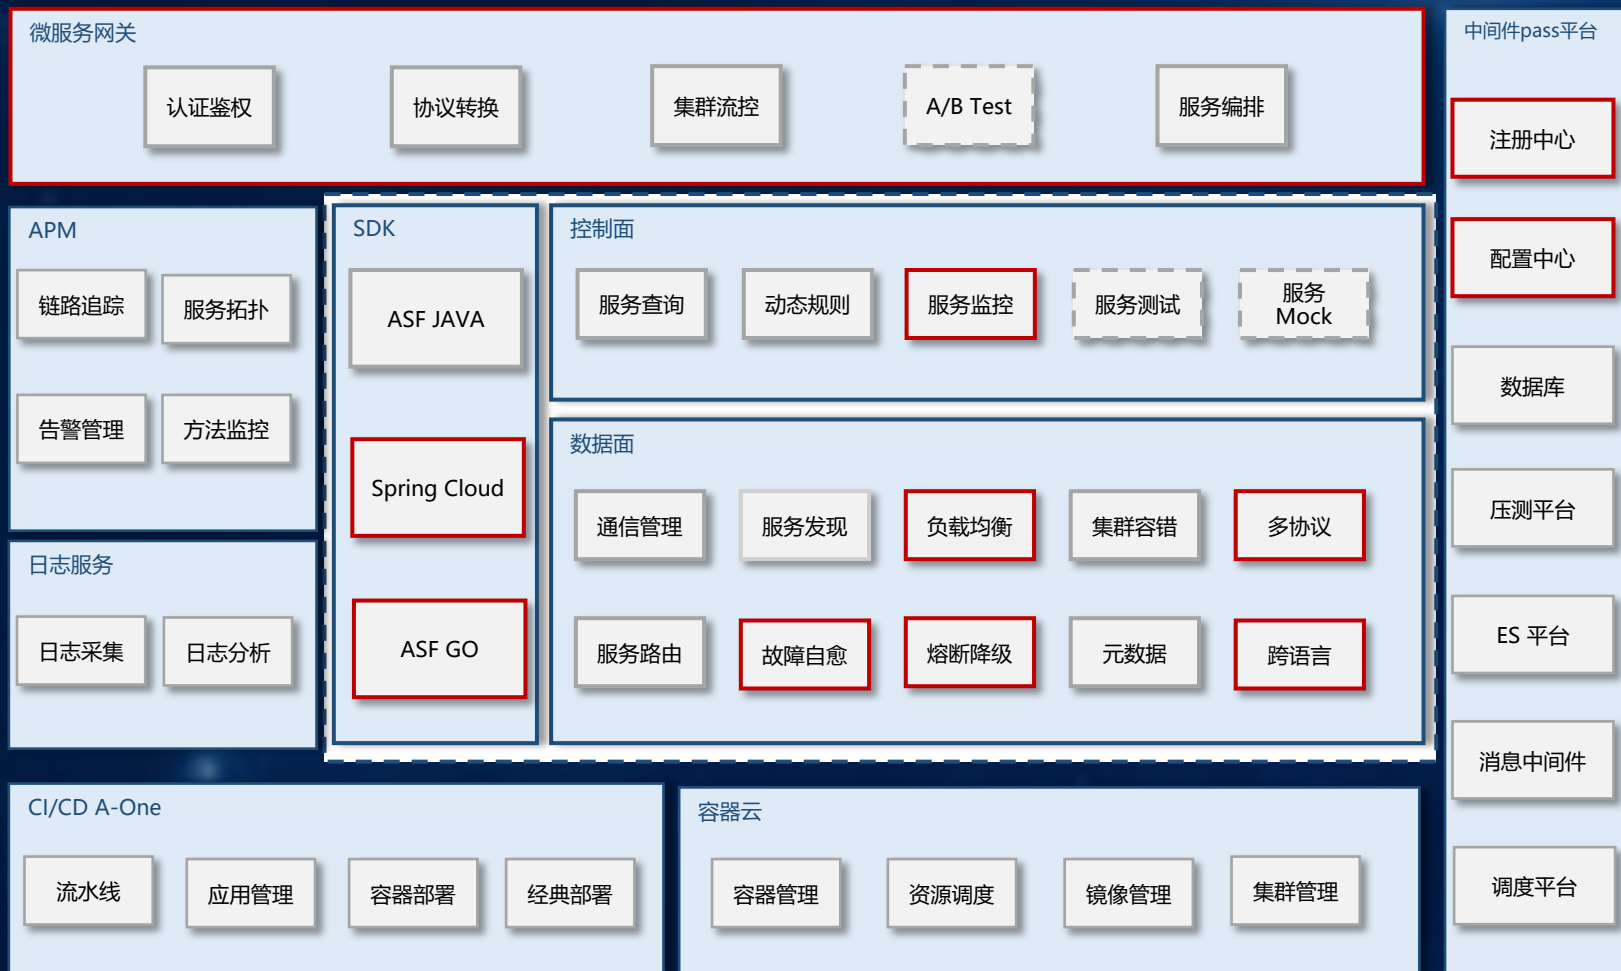 微服务网关
认证鉴权
协议转换
集群流控
A/B Test
服务编排
APM
链路追踪
服务拓扑
告警管理
方法监控
日志服务
日志采集
日志分析
SDK
ASF JAVA
Spring Cloud
ASF GO
控制面
服务查询
动态规则
服务监控
服务测试
服务
Mock
数据面
通信管理
服务发现
负载均衡
集群容错
多协议
服务路由
故障自愈
熔断降级
元数据
跨语言
CI/CD A-One
流水线
应用管理
容器部署
经典部署
容器云
容器管理
资源调度
镜像管理
集群管理
中间件pass平台
注册中心
配置中心
数据库
压测平台
ES 平台
消息中间件
调度平台